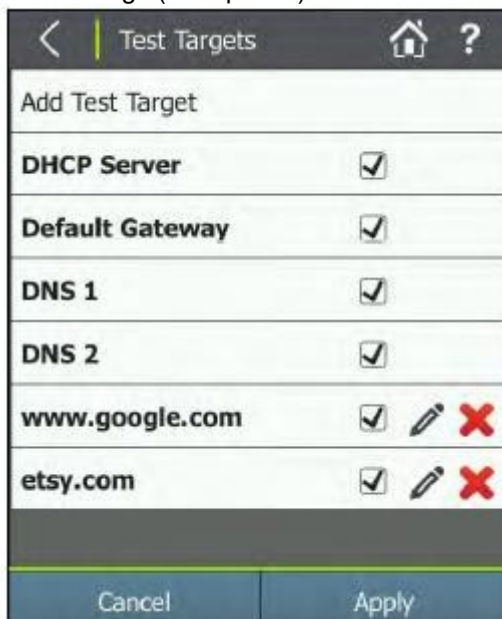 Test Targets ?
Add Test Target
DHCP Server
Default Gateway
DNS 1
DNS 2
www.google.com
etsy.com
Cancel Apply